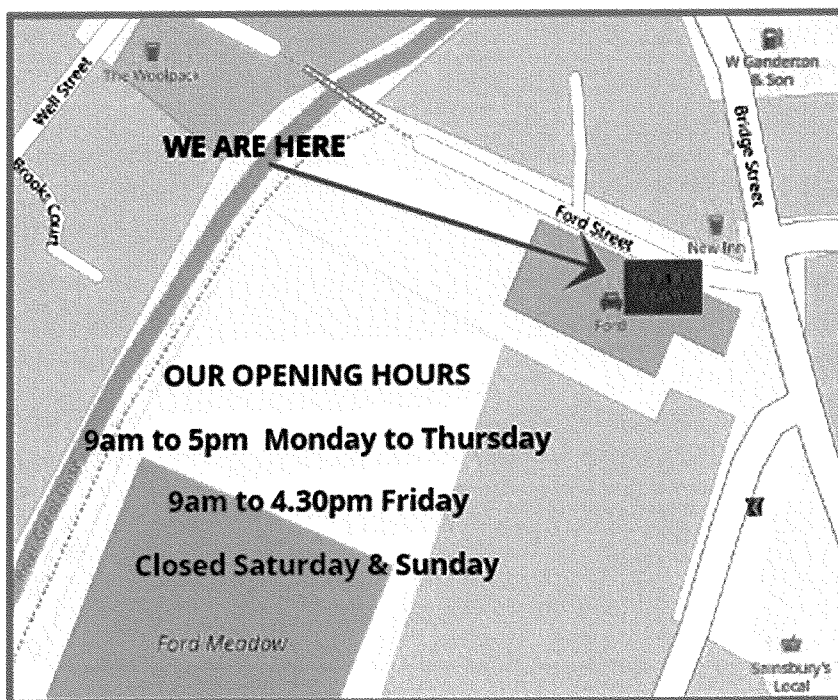 The Woolpack
Well Street
W Ganderton
& Son
Bridge Street
WE ARE HERE
Brooks Court
Ford Street
New Inn
Ford
OUR OPENING HOURS
9am to 5pm Monday to Thursday
9am to 4.30pm Friday
Closed Saturday & Sunday
Ford Meadow
Sainsbury's
Local